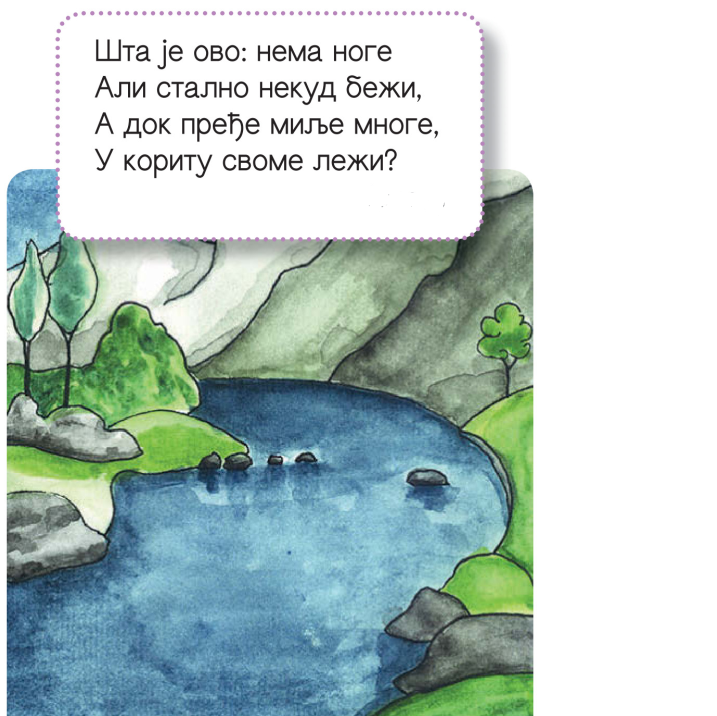 Шта је ово: нема ноге
Али стално некуд бежи,
А док пређе миље многе,
У кориту своме лежи?